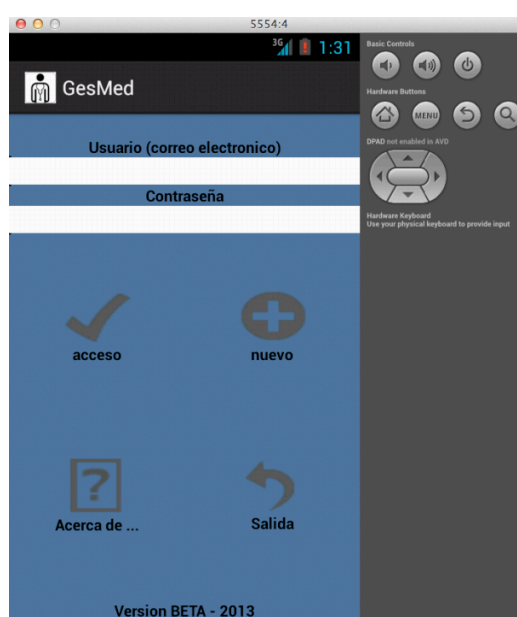 5554:4
3G 1:31
GesMed
Usuario (correo electronico)
Contraseña
acceso
nuevo
Acerca de ...
Salida
Version BETA - 2013
Basic Controls
Hardware Buttons
MENU
DPAD not enabled in AVD
Hardware Keyboard
Use your physical keyboard to provide input